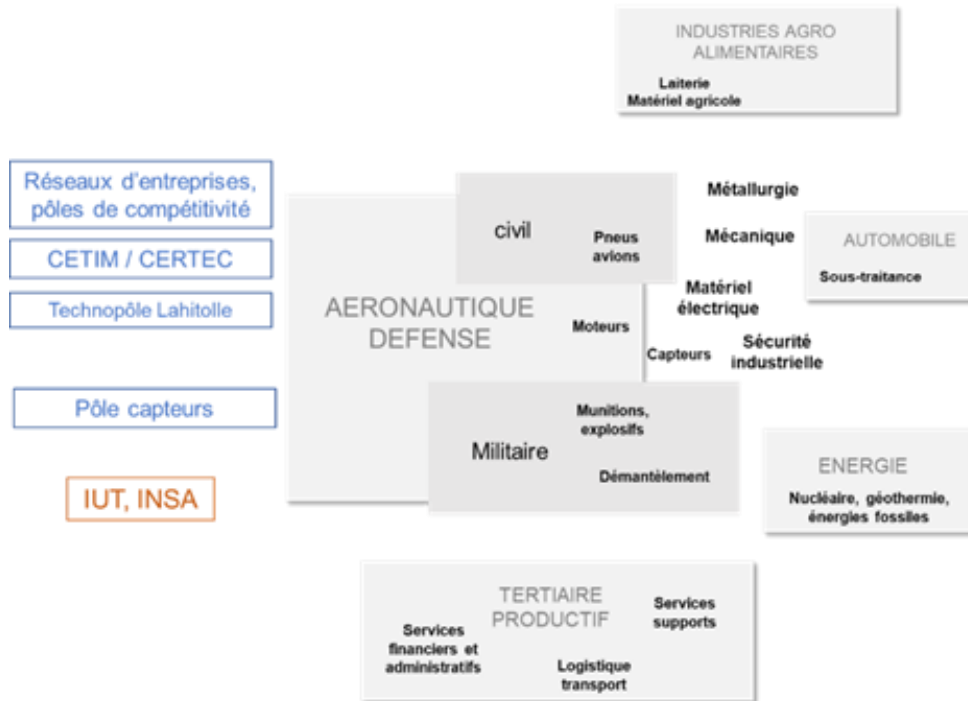 INDUSTRIES AGRO
ALIMENTAIRES
Laiterie
Matériel agricole
Réseaux d'entreprises,
pôles de compétitivité
CETIM / CERTEC
Technopôle Lahitolle
Pôle capteurs
IUT, INSA
AERONAUTIQUE
DEFENSE
civil
Pneus
avions
Moteurs
Capteurs
Militaire
Munitions,
explosifs
Démantèlement
Métallurgie
Mécanique
Matériel
électrique
Sécurité
industrielle
AUTOMOBILE
Sous-traitance
ENERGIE
Nucléaire, géothermie,
énergies fossiles
TERTIAIRE
PRODUCTIF
Services
financiers et
administratifs
Logistique
transport
Services
supports